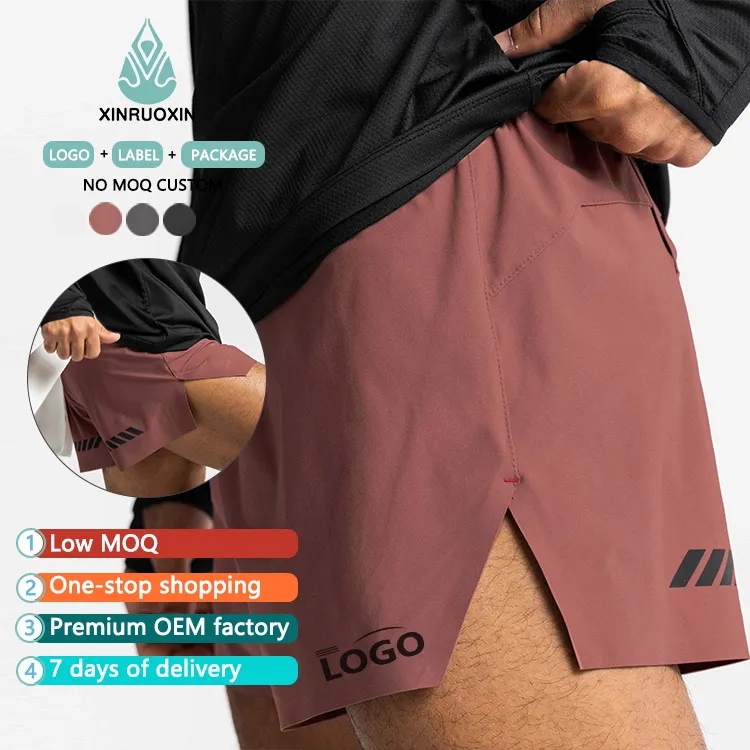 XINRUOXIN
LOGO + LABEL + PACKAGE
NO MOQ CUSTOM
1 Low MOQ
2 One-stop shopping
3 Premium OEM factory
4 7 days of delivery
LOGO